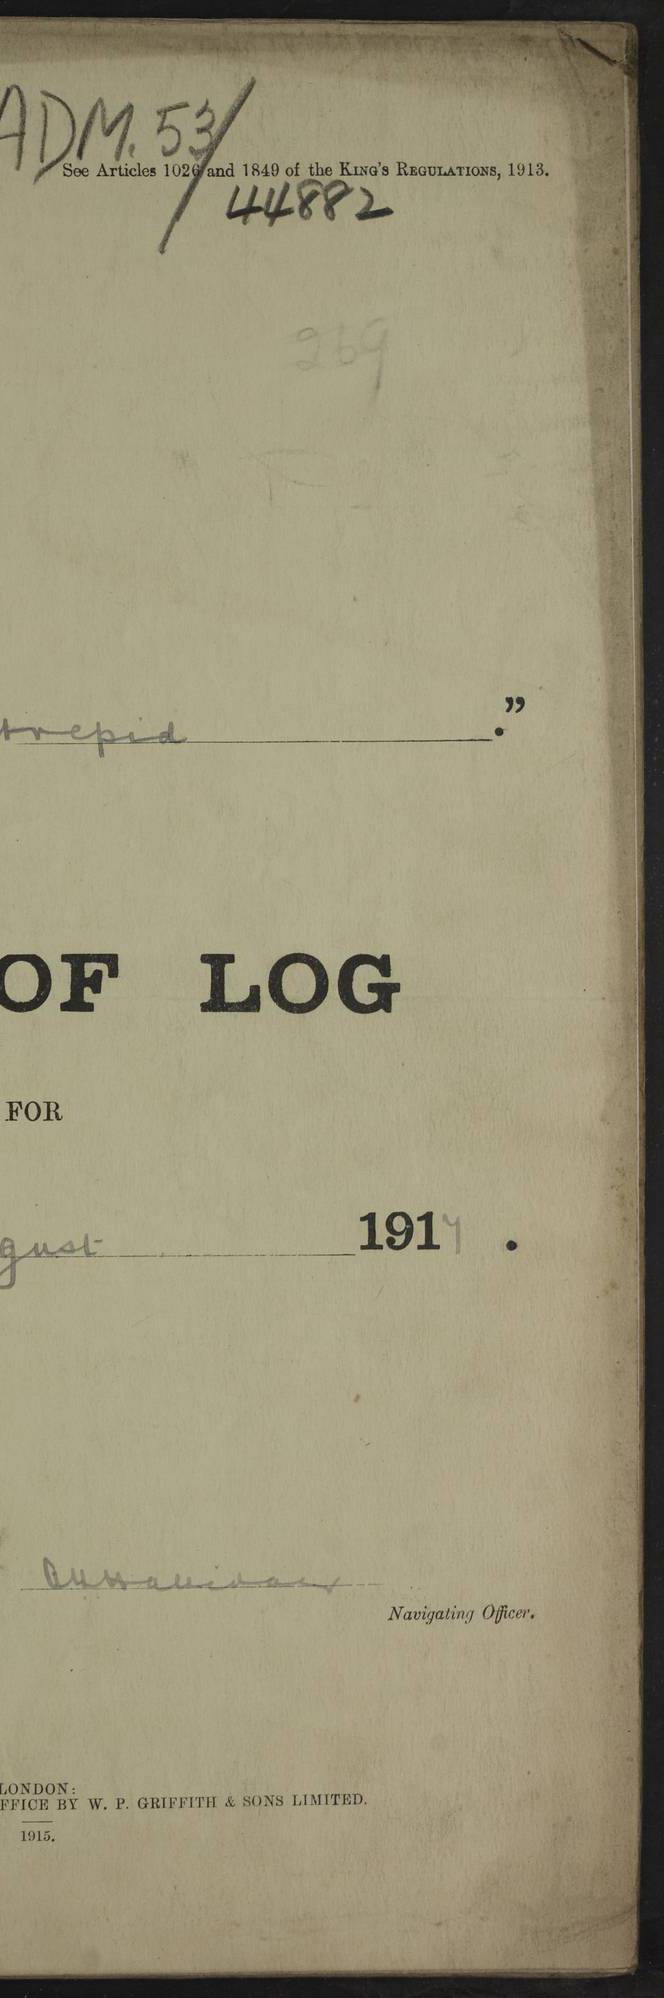 ADM. 53/
See Articles 1026 and 1849 of the KING'S REGULATIONS, 1913.
44882
269
trepid ."
OF LOG
FOR
gust 1917 .
Navigating Officer.
LONDON:
FFICE BY W. P. GRIFFITH & SONS LIMITED.
1915.